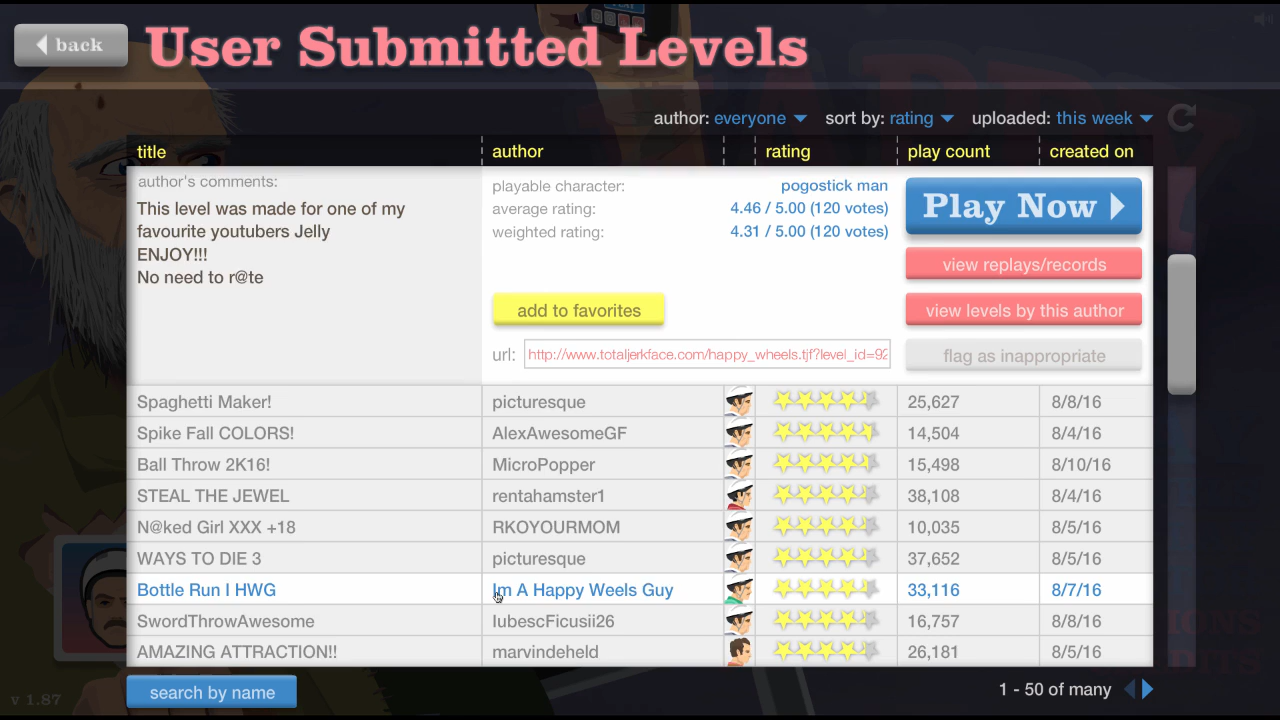 back
User Submitted Levels
author: everyone sort by: rating uploaded: this week
title author rating play count created on
author's comments:
This level was made for one of my
favourite youtubers Jelly
ENJOY!!!
No need to r@te
playable character: pogostick man
average rating: 4.46 / 5.00 (120 votes)
weighted rating: 4.31 / 5.00 (120 votes)
add to favorites
url: http://www.totaljerkface.com/happy_wheels.tjf?level_id=92
Play Now
view replays/records
view levels by this author
flag as inappropriate
Spaghetti Maker! picturesque 25,627 8/8/16
Spike Fall COLORS! AlexAwesomeGF 14,504 8/4/16
Ball Throw 2K16! MicroPopper 15,498 8/10/16
STEAL THE JEWEL rentahamster1 38,108 8/4/16
N@ked Girl XXX +18 RKOYOURMOM 10,035 8/5/16
WAYS TO DIE 3 picturesque 37,652 8/5/16
Bottle Run I HWG Im A Happy Weels Guy 33,116 8/7/16
SwordThrowAwesome IubescFicusii26 16,757 8/8/16
AMAZING ATTRACTION!! marvindeheld 26,181 8/5/16
search by name
1 - 50 of many
v 1.87